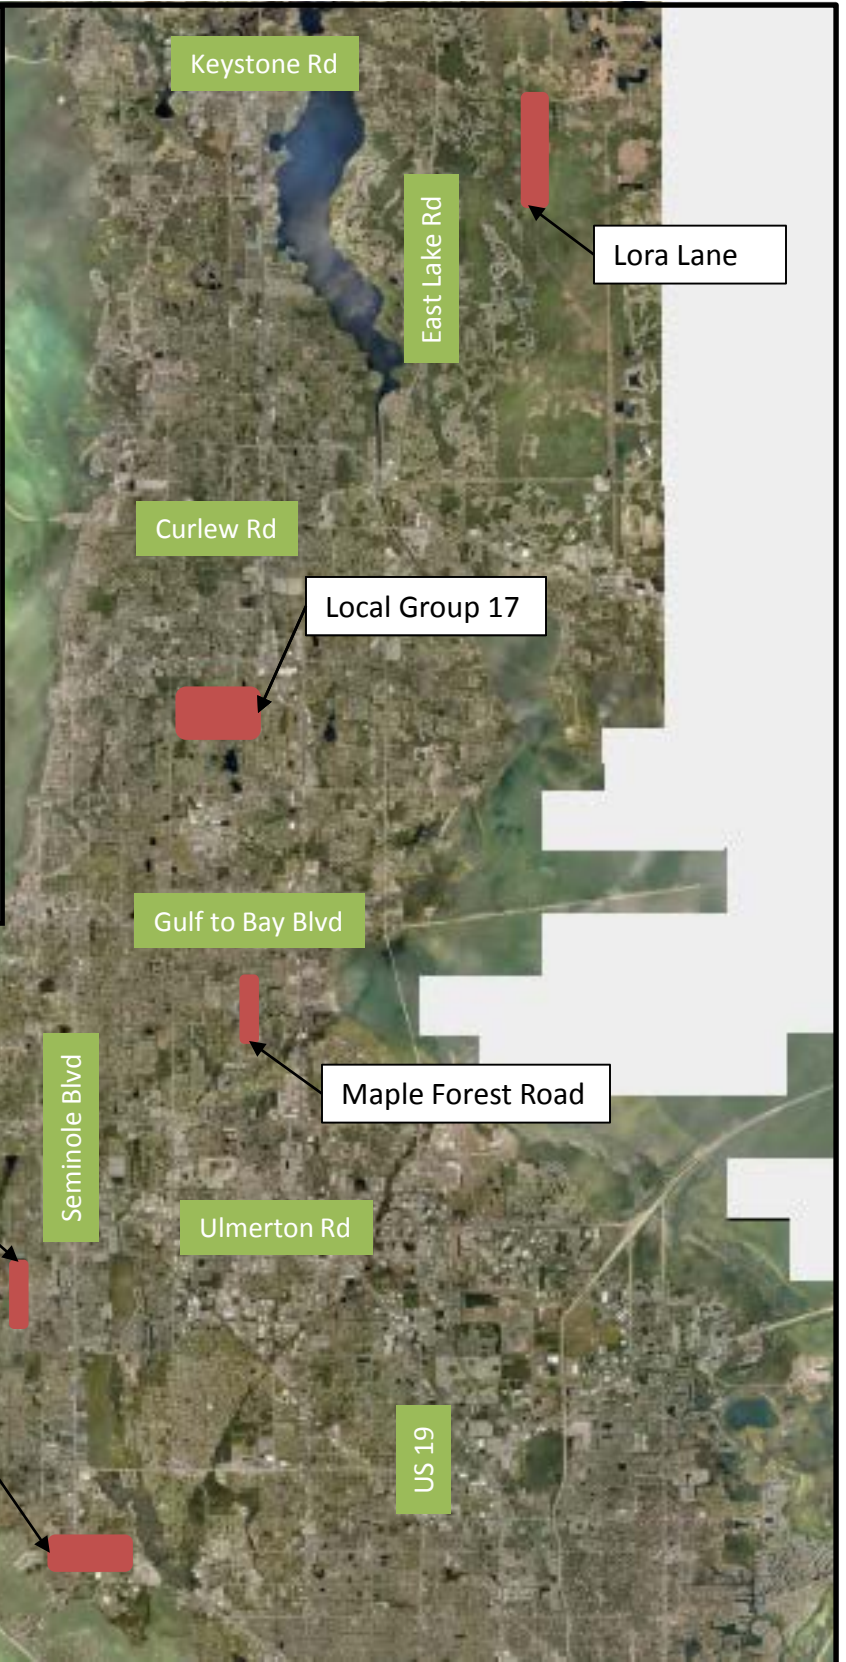 Keystone Rd
East Lake Rd
Lora Lane
Curlew Rd
Local Group 17
Gulf to Bay Blvd
Seminole Blvd
Maple Forest Road
Ulmerton Rd
US 19